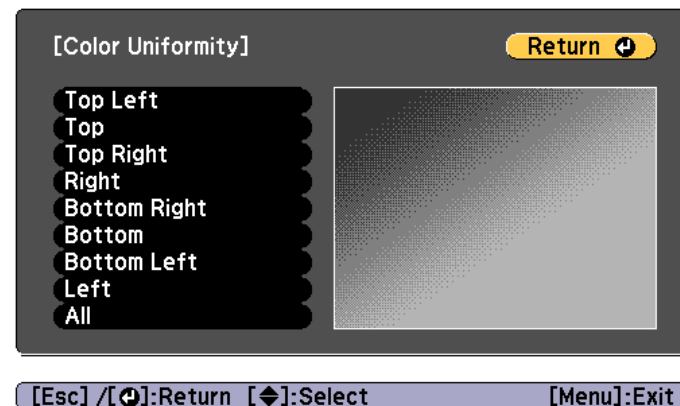 [Color Uniformity]
Return
Top Left
Top
Top Right
Right
Bottom Right
Bottom
Bottom Left
Left
All
[Esc] /[⏎]:Return [◆]:Select [Menu]:Exit